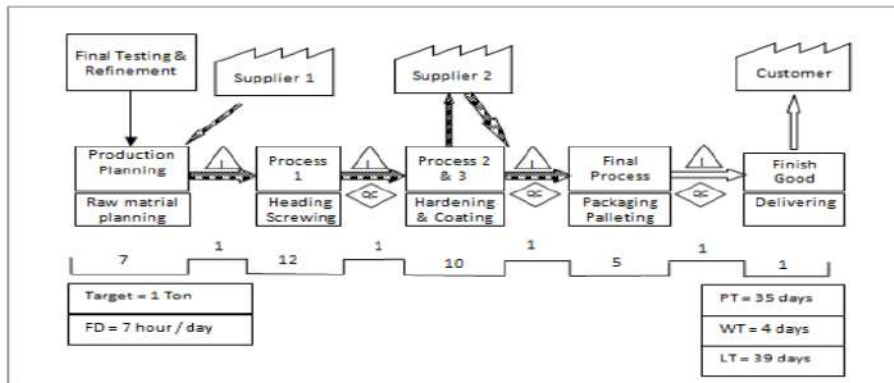 Final Testing &
Refinement
Supplier 1
Supplier 2
Customer
Production
Planning
I
Process
1
I
Process 2
& 3
I
Final
Process
I
Finish
Good
Raw matrial
planning
Heading
Screwing
QC
Hardening
& Coating
QC
Packaging
Palleting
QC
Delivering
7
1
12
1
10
1
5
1
1
Target = 1 Ton
FD = 7 hour / day
PT = 35 days
WT = 4 days
LT = 39 days